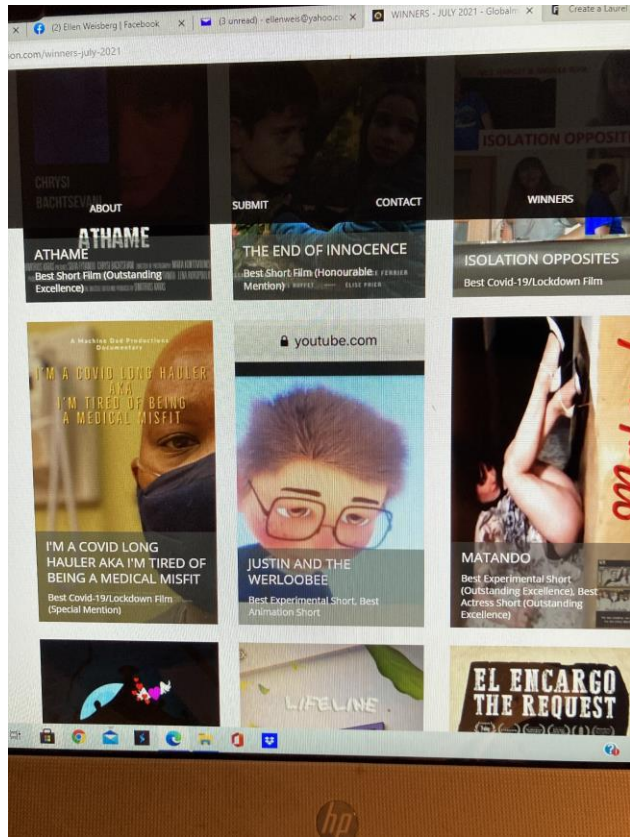 (2) Ellen Weisberg | Facebook
(3 unread) - ellenweis@yahoo.co
WINNERS - JULY 2021 - Globalm
Create a Laurel
on.com/winners-july-2021
CHRYSI
BACHTSEVANI
ISOLATION OPPOSITES
ABOUT
SUBMIT
CONTACT
WINNERS
ATHAME
ATHAME
Best Short Film (Outstanding
Excellence)
THE END OF INNOCENCE
Best Short Film (Honourable
Mention)
FERRIER
ELISE PRIER
ISOLATION OPPOSITES
Best Covid-19/Lockdown Film
A Machine Dad Productions
Documentary
I'M A COVID LONG HAULER
AKA
I'M TIRED OF BEING
A MEDICAL MISFIT
I'M A COVID LONG
HAULER AKA I'M TIRED OF
BEING A MEDICAL MISFIT
Best Covid-19/Lockdown Film
(Special Mention)
youtube.com
JUSTIN AND THE
WERLOOBEE
Best Experimental Short, Best
Animation Short
MATANDO
Best Experimental Short
(Outstanding Excellence), Best
Actress Short (Outstanding
Excellence)
LIFELINE
EL ENCARGO
THE REQUEST
hp